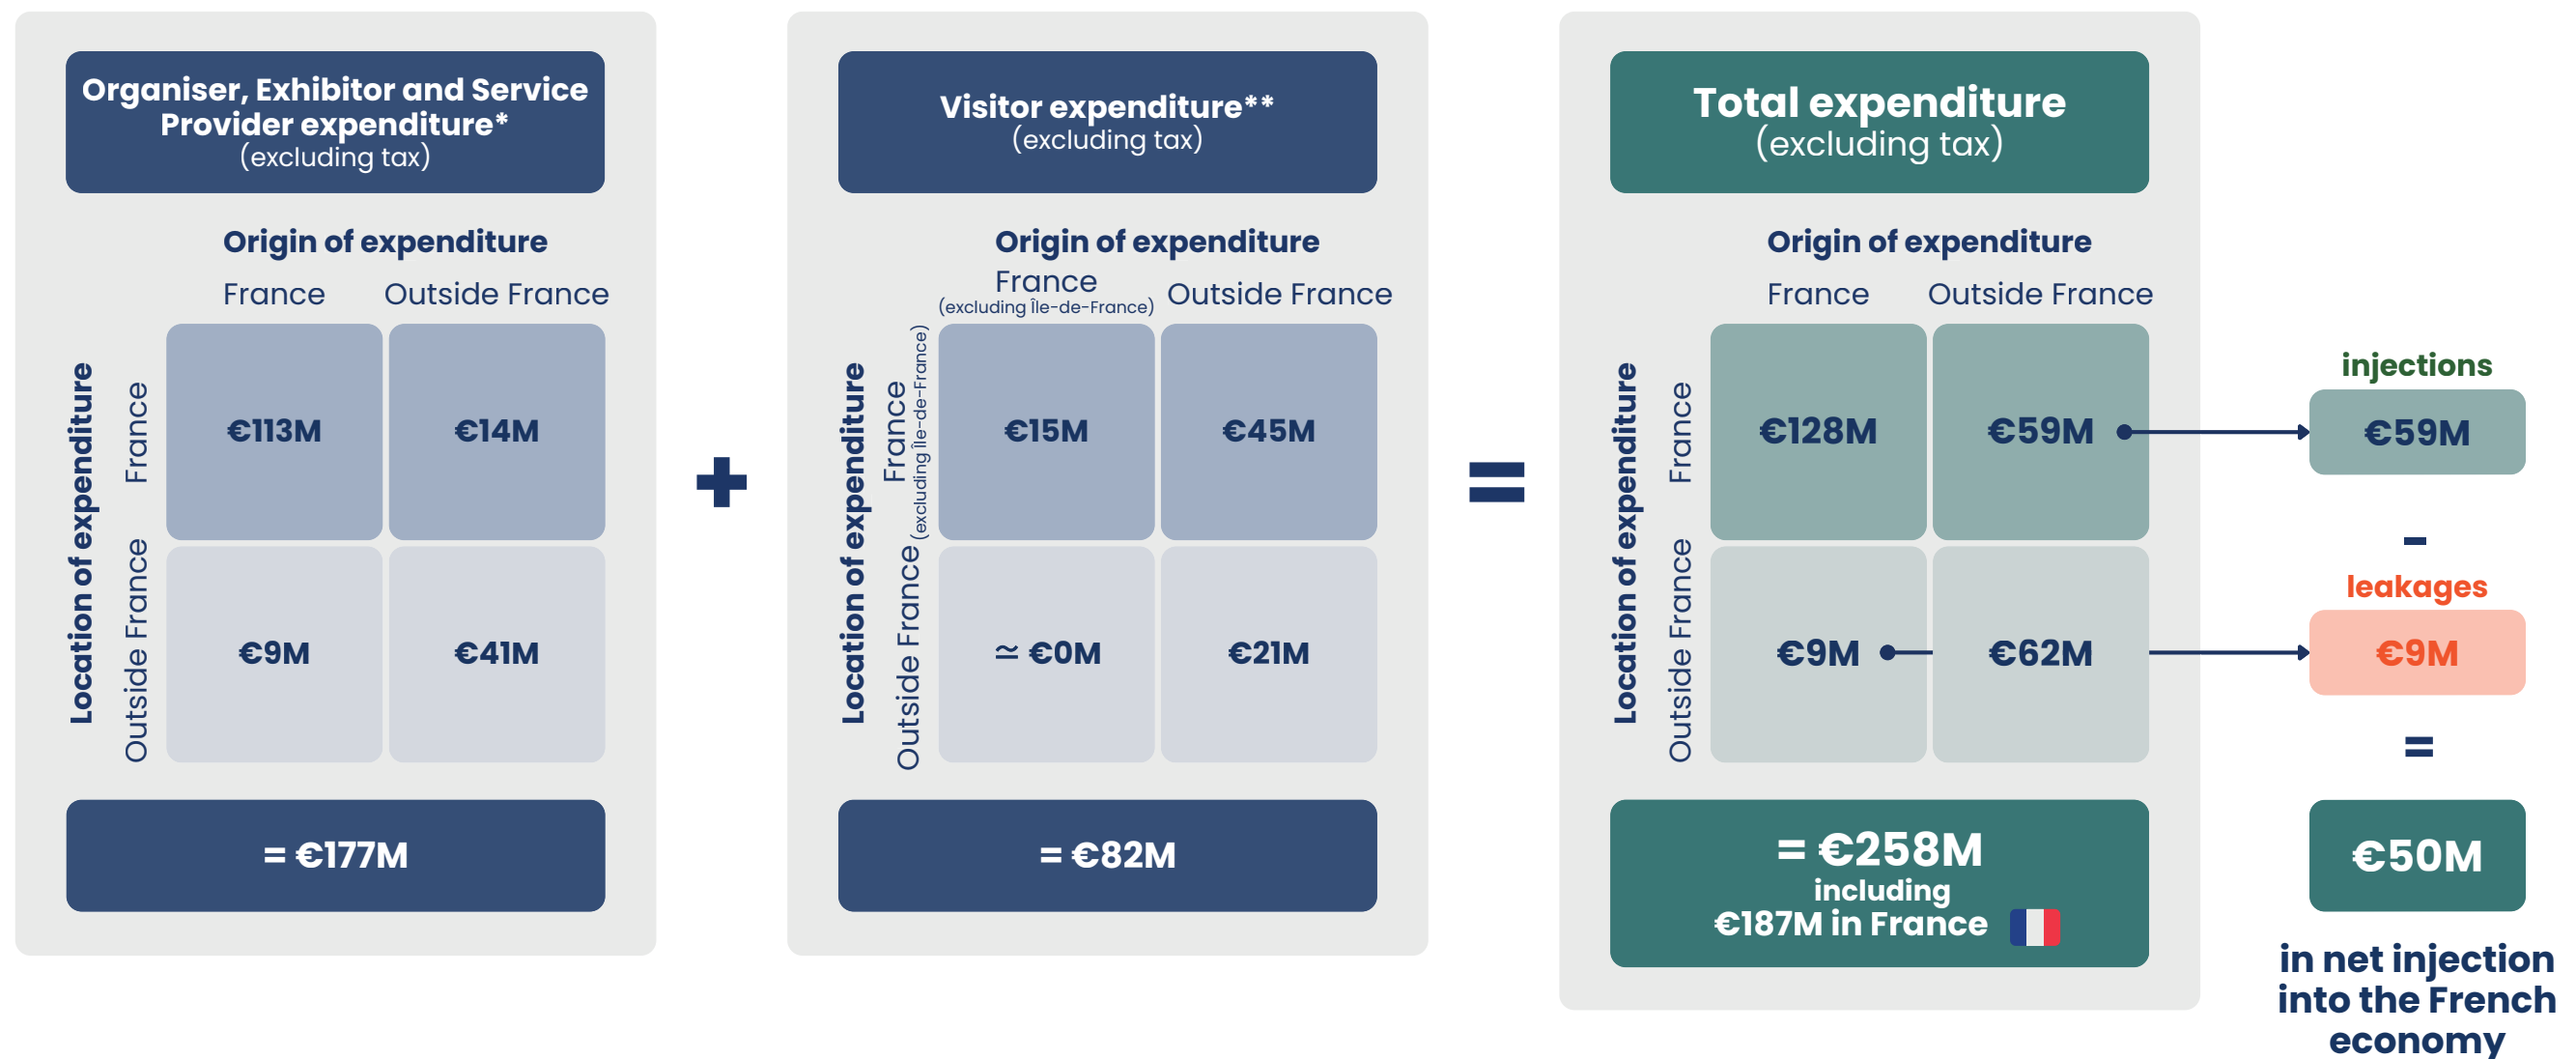 Organiser, Exhibitor and Service
Provider expenditure*
(excluding tax)
Origin of expenditure
France
Outside France
Location of expenditure
France
Outside France
€113M
€14M
€9M
€41M
= €177M
+
Visitor expenditure**
(excluding tax)
Origin of expenditure
France
(excluding Île-de-France)
Outside France
Location of expenditure
France
(excluding Île-de-France)
Outside France
€15M
€45M
≃ €0M
€21M
= €82M
=
Total expenditure
(excluding tax)
Origin of expenditure
France
Outside France
Location of expenditure
France
Outside France
€128M
€59M
€9M
€62M
= €258M
including
€187M in France
injections
€59M
-
leakages
€9M
=
€50M
in net injection
into the French
economy